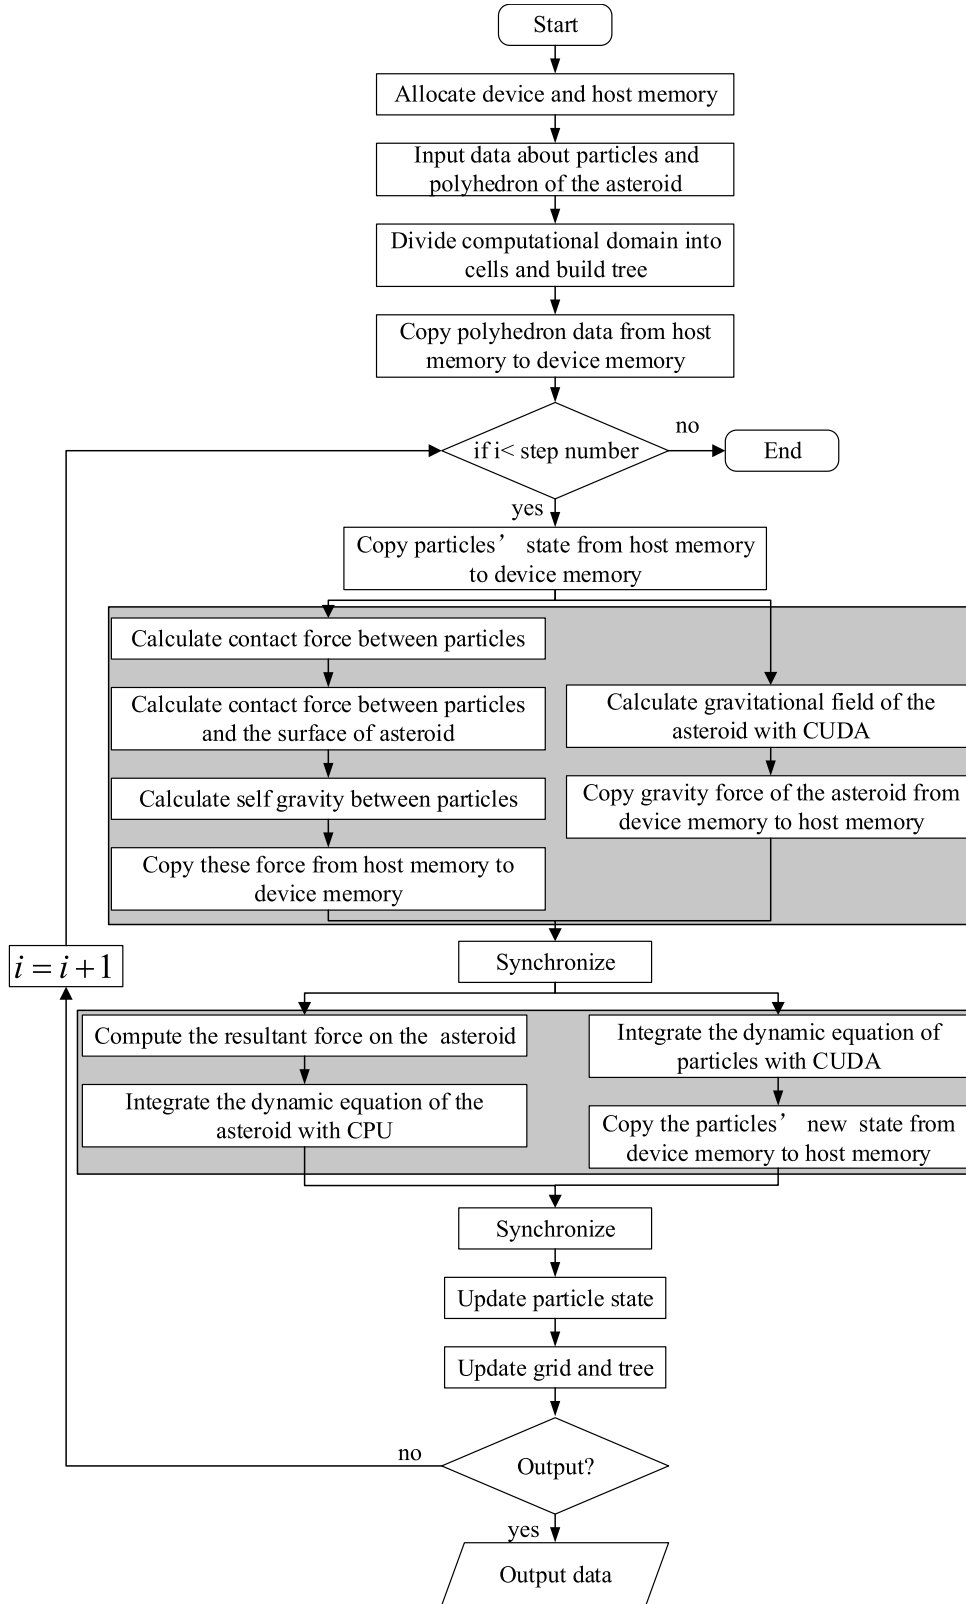 Start
Allocate device and host memory
Input data about particles and
polyhedron of the asteroid
Divide computational domain into
cells and build tree
Copy polyhedron data from host
memory to device memory
if i< step number
no
End
yes
Copy particles’ state from host memory
to device memory
Calculate contact force between particles
Calculate contact force between particles
and the surface of asteroid
Calculate self gravity between particles
Copy these force from host memory to
device memory
Calculate gravitational field of the
asteroid with CUDA
Copy gravity force of the asteroid from
device memory to host memory
Synchronize
i = i + 1
Compute the resultant force on the asteroid
Integrate the dynamic equation of the
asteroid with CPU
Integrate the dynamic equation of
particles with CUDA
Copy the particles’ new state from
device memory to host memory
Synchronize
Update particle state
Update grid and tree
no
Output?
yes
Output data